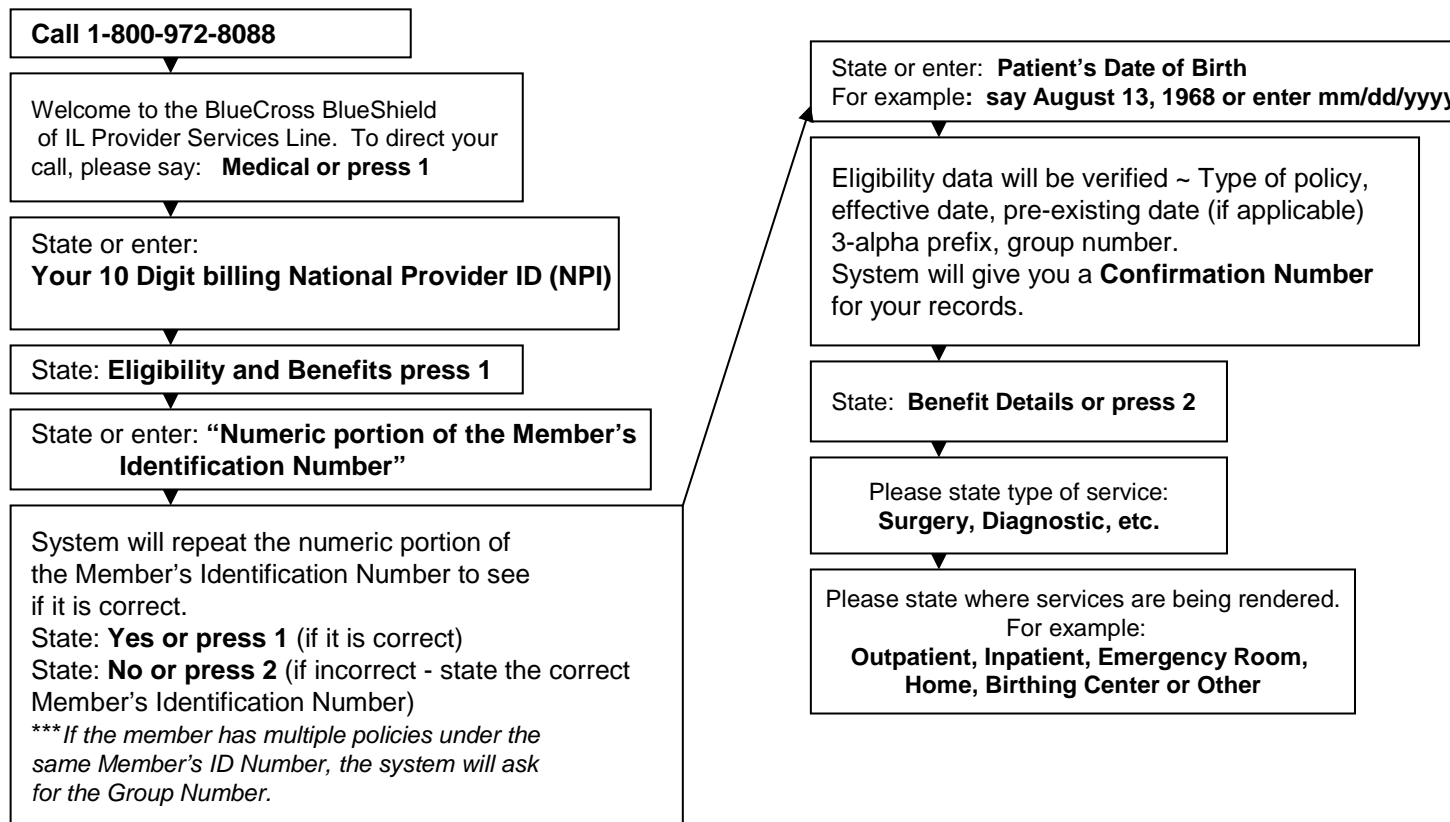 Call 1-800-972-8088
Welcome to the BlueCross BlueShield
of IL Provider Services Line. To direct your
call, please say: Medical or press 1
State or enter:
Your 10 Digit billing National Provider ID (NPI)
State: Eligibility and Benefits press 1
State or enter: “Numeric portion of the Member’s
Identification Number”
System will repeat the numeric portion of
the Member’s Identification Number to see
if it is correct.
State: Yes or press 1 (if it is correct)
State: No or press 2 (if incorrect - state the correct
Member’s Identification Number)
***If the member has multiple policies under the
same Member’s ID Number, the system will ask
for the Group Number.
State or enter: Patient’s Date of Birth
For example: say August 13, 1968 or enter mm/dd/yyyy
Eligibility data will be verified ~ Type of policy,
effective date, pre-existing date (if applicable)
3-alpha prefix, group number.
System will give you a Confirmation Number
for your records.
State: Benefit Details or press 2
Please state type of service:
Surgery, Diagnostic, etc.
Please state where services are being rendered.
For example:
Outpatient, Inpatient, Emergency Room,
Home, Birthing Center or Other